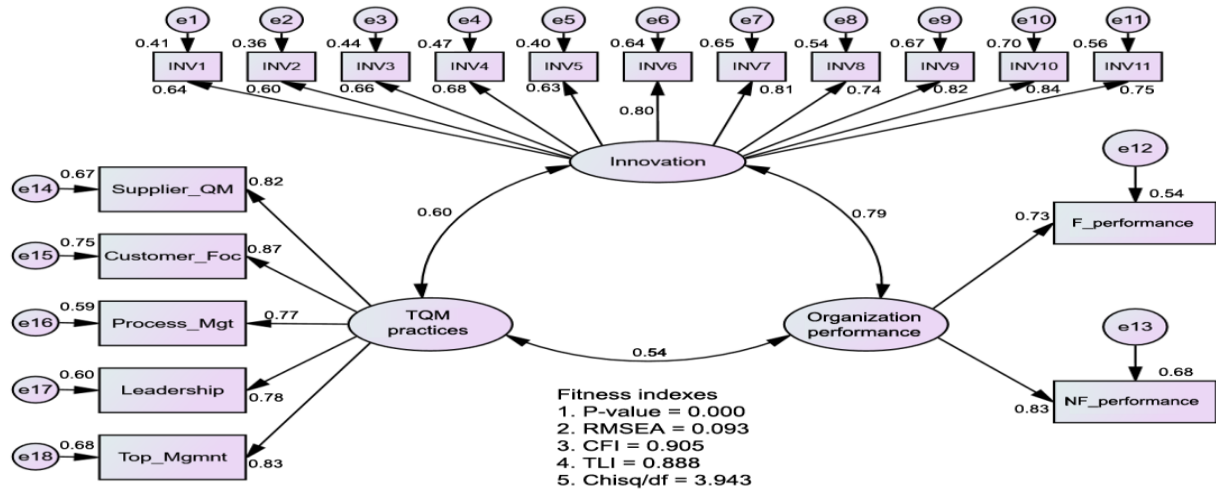 e1 e2 e3 e4 e5 e6 e7 e8 e9 e10 e11
0.41 0.36 0.44 0.47 0.40 0.64 0.65 0.54 0.67 0.70 0.56
INV1 INV2 INV3 INV4 INV5 INV6 INV7 INV8 INV9 INV10 INV11
0.64 0.60 0.66 0.68 0.63 0.80 0.81 0.74 0.82 0.84 0.75
Innovation
e12
0.54
0.73
F_performance
e14 0.67 Supplier_QM 0.82
0.60
0.79
e15 0.75 Customer_Foc 0.87
e16 0.59 Process_Mgt 0.77
TQM
practices
Organization
performance
0.54
e13
0.68
0.83
NF_performance
e17 0.60 Leadership 0.78
e18 0.68 Top_Mgmnt 0.83
Fitness indexes
1. P-value = 0.000
2. RMSEA = 0.093
3. CFI = 0.905
4. TLI = 0.888
5. Chisq/df = 3.943